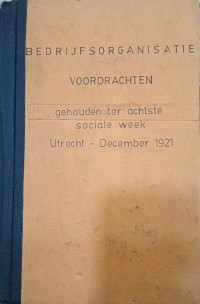 BEDRIJFSORGANISATIE
VOORDRACHTEN
gehouden ter achtste
sociale week
Utrecht - December 1921